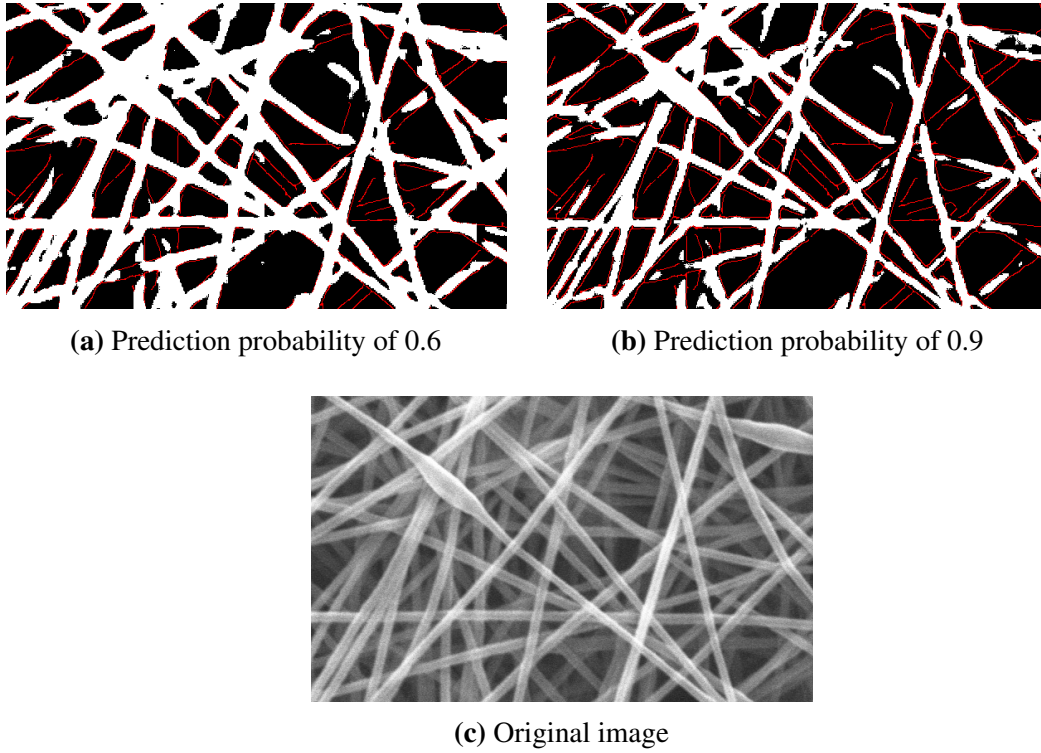 (a) Prediction probability of 0.6
(b) Prediction probability of 0.9
(c) Original image